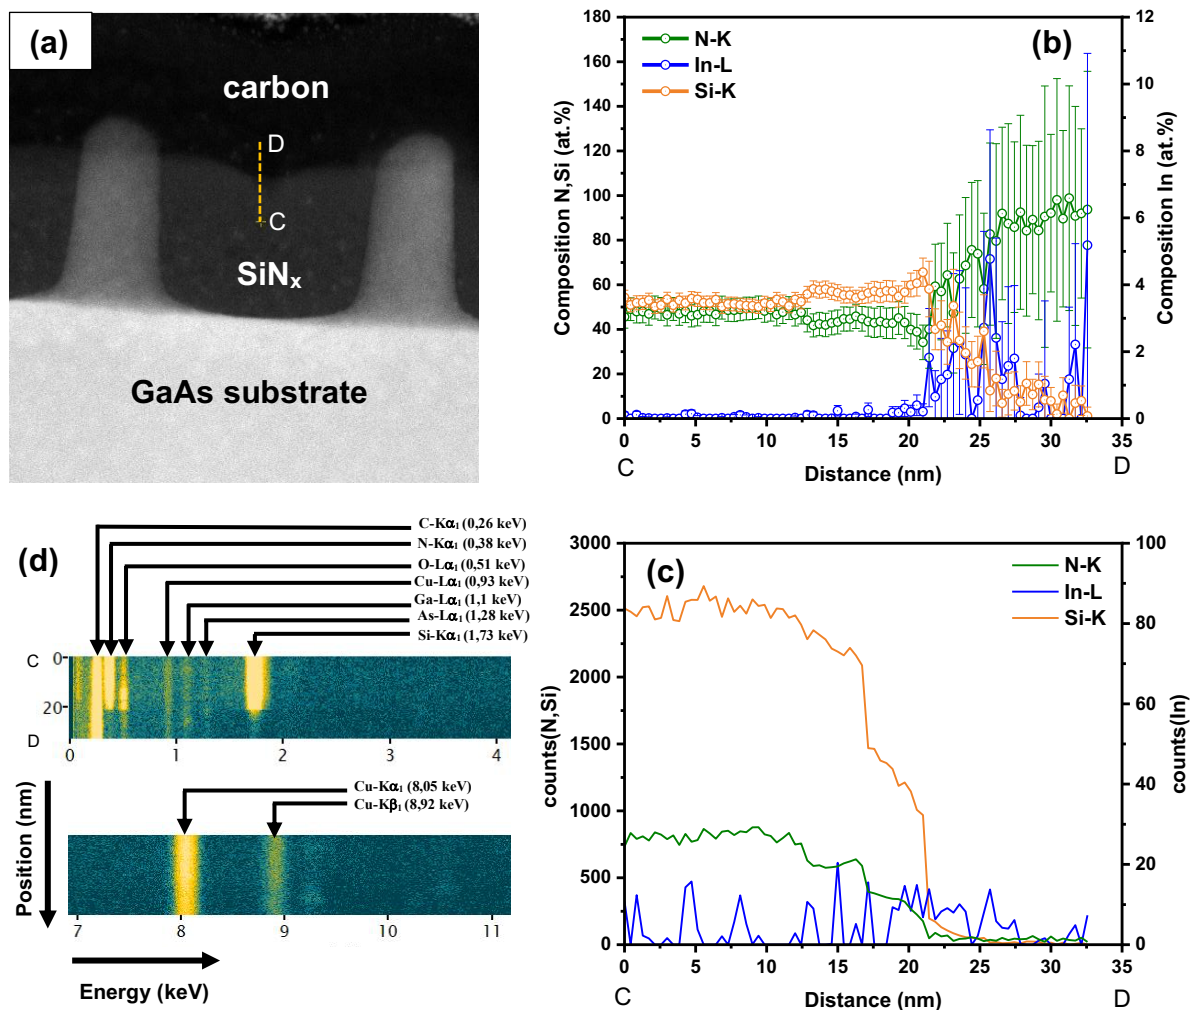 (a)
carbon
D
C
SiNₓ
GaAs substrate
(b)
N-K
In-L
Si-K
Composition N,Si (at.%)
180
160
140
120
100
80
60
40
20
0
Composition In (at.%)
12
10
8
6
4
2
0
0 5 10 15 20 25 30 35
C Distance (nm) D
(d)
C-Kα₁ (0,26 keV)
N-Kα₁ (0,38 keV)
O-Lα₁ (0,51 keV)
Cu-Lα₁ (0,93 keV)
Ga-Lα₁ (1,1 keV)
As-Lα₁ (1,28 keV)
Si-Kα₁ (1,73 keV)
C 0
20
D
0 1 2 3 4
Cu-Kα₁ (8,05 keV)
Cu-Kβ₁ (8,92 keV)
Position (nm)
7 8 9 10 11
Energy (keV)
(c)
N-K
In-L
Si-K
counts(N,Si)
3000
2500
2000
1500
1000
500
0
counts(In)
100
80
60
40
20
0
0 5 10 15 20 25 30 35
C Distance (nm) D